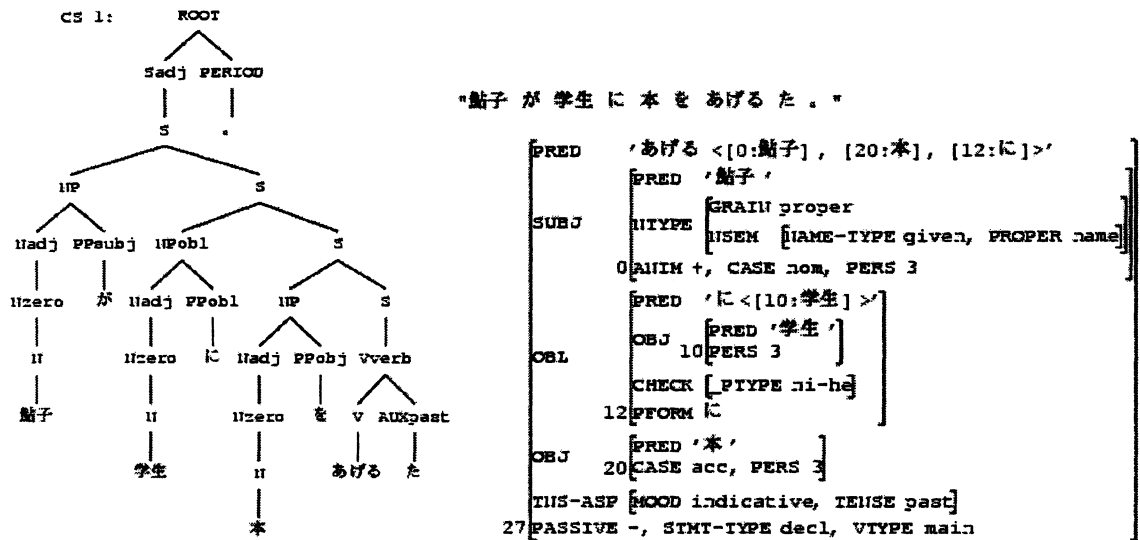 CS 1: ROOT
Sadj PERIOD
S 。
NP S
Nadj PPsubj NPobl S
Nzero が Nadj PPobl NP S
N Nzero に Nadj PPobj Vverb
鮎子 N Nzero を V AUXpast
学生 N あげる た
本
"鮎子 が 学生 に 本 を あげる た 。"
PRED 'あげる <[0:鮎子], [20:本], [12:に]>'
PRED '鮎子'
SUBJ NTYPE GRAIN proper
NSEM [NAME-TYPE given, PROPER name]
0 ANIM +, CASE nom, PERS 3
PRED 'に<[10:学生]>'
OBJ PRED '学生'
10 PERS 3
OBL
CHECK [_PTYPE ni-he]
12 PFORM に
OBJ PRED '本'
20 CASE acc, PERS 3
TNS-ASP [MOOD indicative, TENSE past]
27 PASSIVE -, STMT-TYPE decl, VTYPE main